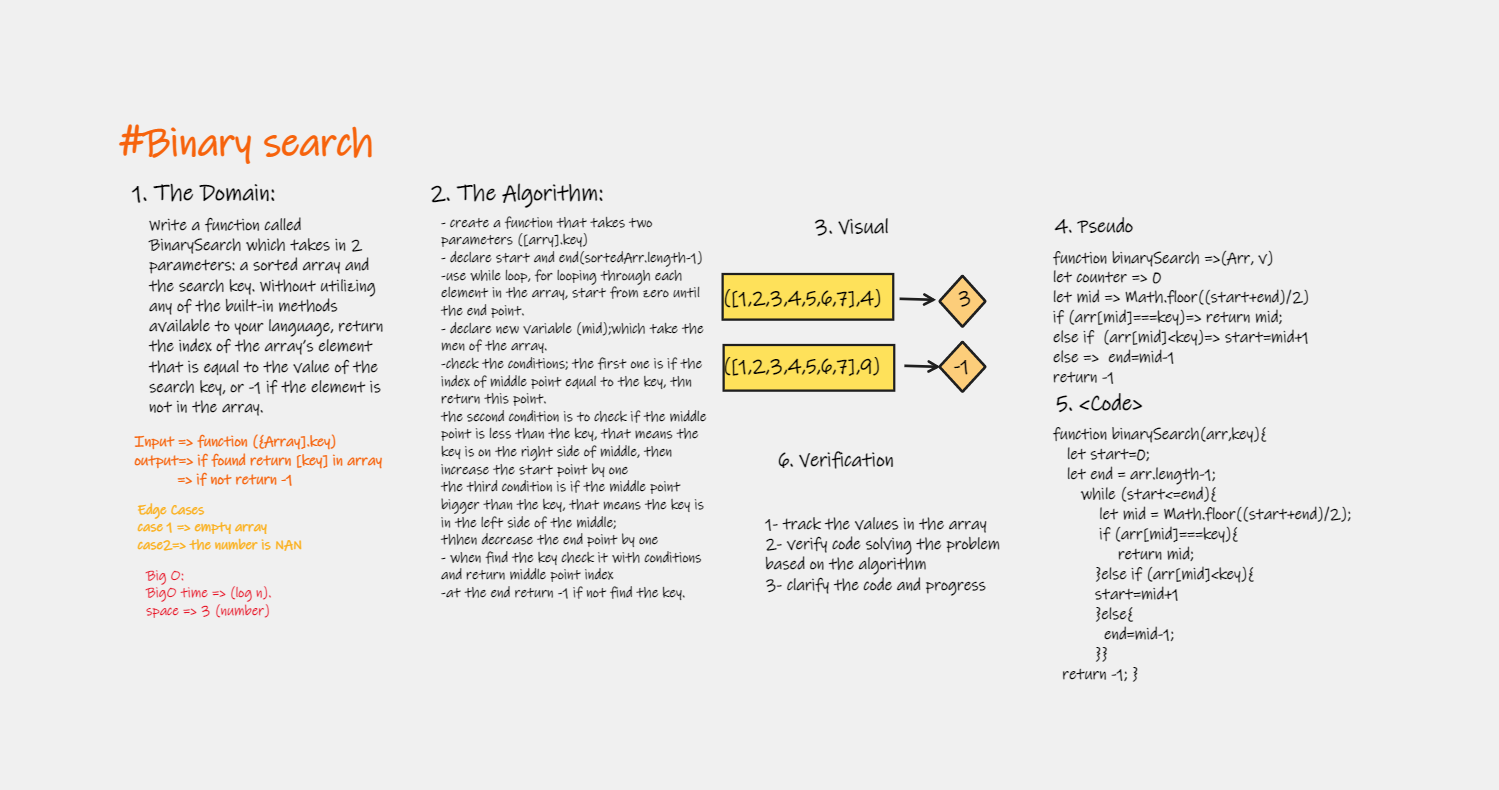 #Binary search
1. The Domain:
Write a function called
BinarySearch which takes in 2
parameters: a sorted array and
the search key. Without utilizing
any of the built-in methods
available to your language, return
the index of the array's element
that is equal to the value of the
search key, or -1 if the element is
not in the array.
Input => function ({Array].key)
output=> if found return [key] in array
=> if not return -1
Edge Cases
case 1 => empty array
case2=> the number is NAN
Big O:
BigO time => (log n).
space => 3 (number)
2. The Algorithm:
- create a function that takes two
parameters ([arry].key)
- declare start and end(sortedArr.length-1)
-use while loop, for looping through each
element in the array, start from zero until
the end point.
- declare new variable (mid);which take the
men of the array.
-check the conditions; the first one is if the
index of middle point equal to the key, thn
return this point.
the second condition is to check if the middle
point is less than the key, that means the
key is on the right side of middle, then
increase the start point by one
the third condition is if the middle point
bigger than the key, that means the key is
in the left side of the middle;
thhen decrease the end point by one
- when find the key check it with conditions
and return middle point index
-at the end return -1 if not find the key.
3. Visual
([1,2,3,4,5,6,7],4)
3
([1,2,3,4,5,6,7],9)
-1
6. Verification
1- track the values in the array
2- verify code solving the problem
based on the algorithm
3- clarify the code and progress
4. Pseudo
function binarySearch =>(Arr, v)
let counter => 0
let mid => Math.floor((start+end)/2)
if (arr[mid]===key)=> return mid;
else if (arr[mid]<key)=> start=mid+1
else => end=mid-1
return -1
5. <Code>
function binarySearch(arr,key){
let start=0;
let end = arr.length-1;
while (start<=end){
let mid = Math.floor((start+end)/2);
if (arr[mid]===key){
return mid;
}else if (arr[mid]<key){
start=mid+1
}else{
end=mid-1;
}}
return -1; }